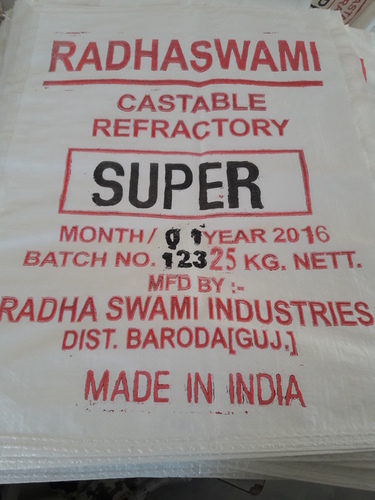 RADHASWAMI
CASTABLE
REFRACTORY
SUPER
MONTH/ 01 YEAR 2016
BATCH NO. 123 25 KG. NETT.
MFD BY :-
RADHA SWAMI INDUSTRIES
DIST. BARODA[GUJ.]
MADE IN INDIA